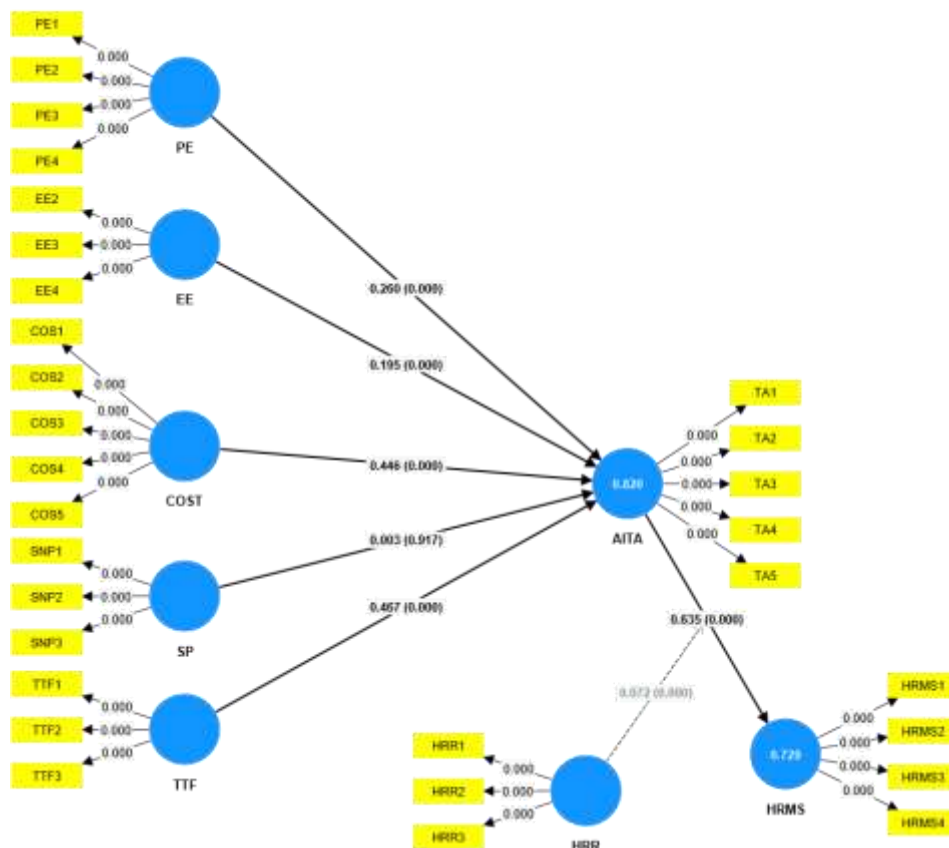 PE1
0.000
PE2
0.000
PE3
0.000
PE4
0.000
PE
EE2
0.000
EE3
0.000
EE4
0.000
EE
COS1
0.000
COS2
0.000
COS3
0.000
COS4
0.000
COS5
0.000
COST
SNP1
0.000
SNP2
0.000
SNP3
0.000
SP
TTF1
0.000
TTF2
0.000
TTF3
0.000
TTF
0.260 (0.000)
0.195 (0.000)
0.446 (0.000)
0.003 (0.917)
0.467 (0.000)
0.820
AITA
TA1
0.000
TA2
0.000
TA3
0.000
TA4
0.000
TA5
0.000
0.635 (0.000)
0.072 (0.000)
HRR1
0.000
HRR2
0.000
HRR3
0.000
HRR
0.720
HRMS
HRMS1
0.000
HRMS2
0.000
HRMS3
0.000
HRMS4
0.000